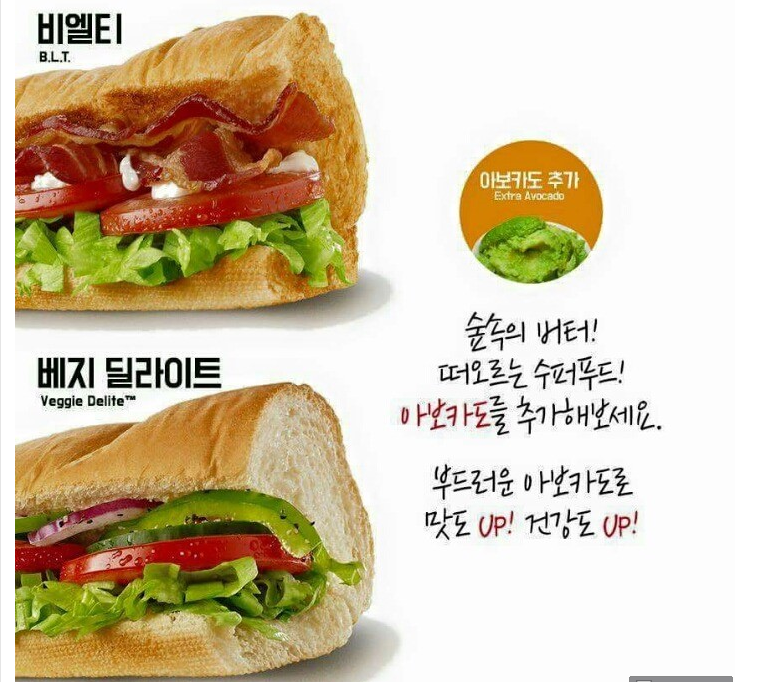 비엘티
B.L.T.
아보카도 추가
Extra Avocado
숲속의 버터!
떠오르는 수퍼푸드!
아보카도를 추가해보세요.
베지 딜라이트
Veggie Delite™
부드러운 아보카도로
맛도 UP! 건강도 UP!